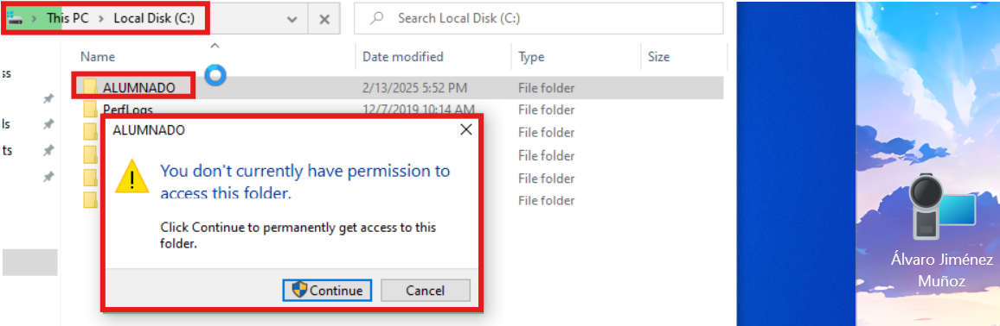 This PC > Local Disk (C:)
Search Local Disk (C:)
Name Date modified Type Size
ss
ALUMNADO 2/13/2025 5:52 PM File folder
PerfLogs 12/7/2019 10:14 AM File folder
ls
File folder
ts
File folder
File folder
File folder
ALUMNADO
You don't currently have permission to
access this folder.
Click Continue to permanently get access to this
folder.
Continue Cancel
Álvaro Jiménez
Muñoz